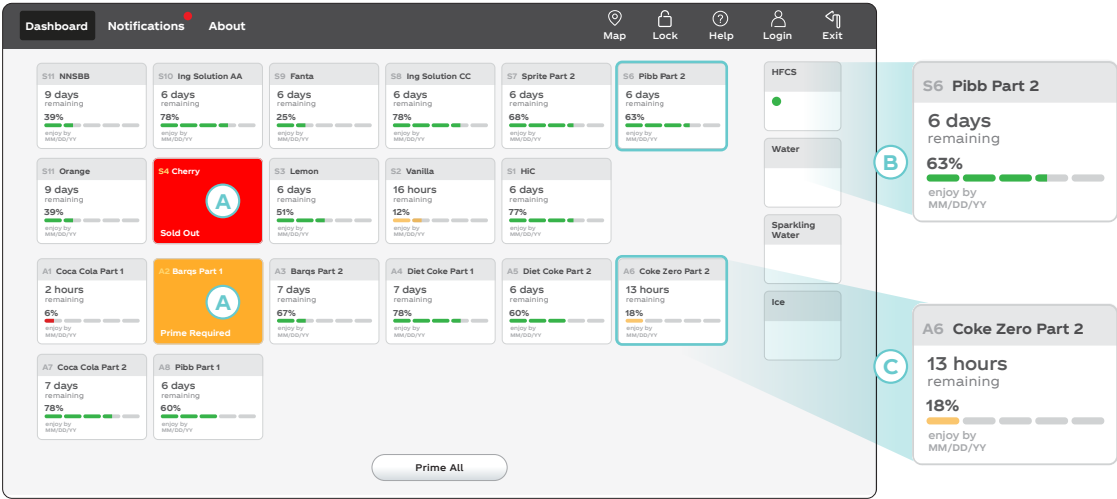 Dashboard Notifications About Map Lock Help Login Exit
S11 NNSBB
9 days
remaining
39%
enjoy by
MM/DD/YY
S10 Ing Solution AA
6 days
remaining
78%
enjoy by
MM/DD/YY
S9 Fanta
6 days
remaining
25%
enjoy by
MM/DD/YY
S8 Ing Solution CC
6 days
remaining
78%
enjoy by
MM/DD/YY
S7 Sprite Part 2
6 days
remaining
68%
enjoy by
MM/DD/YY
S6 Pibb Part 2
6 days
remaining
63%
enjoy by
MM/DD/YY
HFCS
S11 Orange
9 days
remaining
39%
enjoy by
MM/DD/YY
S4 Cherry
A
Sold Out
S3 Lemon
6 days
remaining
51%
enjoy by
MM/DD/YY
S2 Vanilla
16 hours
remaining
12%
enjoy by
MM/DD/YY
S1 HiC
6 days
remaining
77%
enjoy by
MM/DD/YY
Water
Sparkling
Water
A1 Coca Cola Part 1
2 hours
remaining
6%
enjoy by
MM/DD/YY
A2 Barqs Part 1
A
Prime Required
A3 Barqs Part 2
7 days
remaining
67%
enjoy by
MM/DD/YY
A4 Diet Coke Part 1
7 days
remaining
78%
enjoy by
MM/DD/YY
A5 Diet Coke Part 2
6 days
remaining
60%
enjoy by
MM/DD/YY
A6 Coke Zero Part 2
13 hours
remaining
18%
enjoy by
MM/DD/YY
Ice
A7 Coca Cola Part 2
7 days
remaining
78%
enjoy by
MM/DD/YY
A8 Pibb Part 1
6 days
remaining
60%
enjoy by
MM/DD/YY
Prime All
B
S6 Pibb Part 2
6 days
remaining
63%
enjoy by
MM/DD/YY
C
A6 Coke Zero Part 2
13 hours
remaining
18%
enjoy by
MM/DD/YY